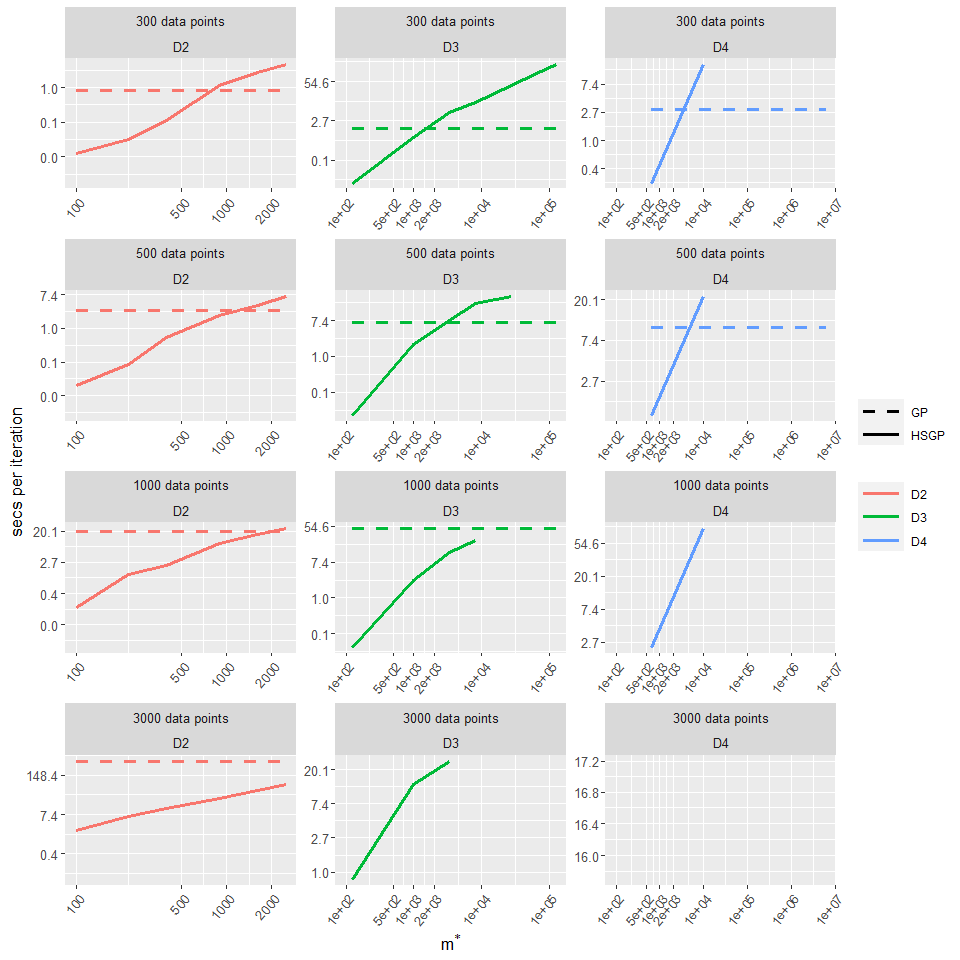 300 data points
D2
300 data points
D3
300 data points
D4
1.0
0.1
0.0
54.6
2.7
0.1
7.4
2.7
1.0
0.4
100
500
1000
2000
1e+02
5e+02
1e+03
2e+03
1e+04
1e+05
1e+02
5e+02
1e+03
2e+03
1e+04
1e+05
1e+06
1e+07
500 data points
D2
500 data points
D3
500 data points
D4
7.4
1.0
0.1
0.0
7.4
1.0
0.1
20.1
7.4
2.7
100
500
1000
2000
1e+02
5e+02
1e+03
2e+03
1e+04
1e+05
1e+02
5e+02
1e+03
2e+03
1e+04
1e+05
1e+06
1e+07
1000 data points
D2
1000 data points
D3
1000 data points
D4
20.1
2.7
0.4
0.0
54.6
7.4
1.0
0.1
54.6
20.1
7.4
2.7
100
500
1000
2000
1e+02
5e+02
1e+03
2e+03
1e+04
1e+05
1e+02
5e+02
1e+03
2e+03
1e+04
1e+05
1e+06
1e+07
3000 data points
D2
3000 data points
D3
3000 data points
D4
148.4
7.4
0.4
20.1
7.4
2.7
1.0
17.2
16.8
16.4
16.0
100
500
1000
2000
1e+02
5e+02
1e+03
2e+03
1e+04
1e+05
1e+02
5e+02
1e+03
2e+03
1e+04
1e+05
1e+06
1e+07
secs per iteration
m*
GP
HSGP
D2
D3
D4